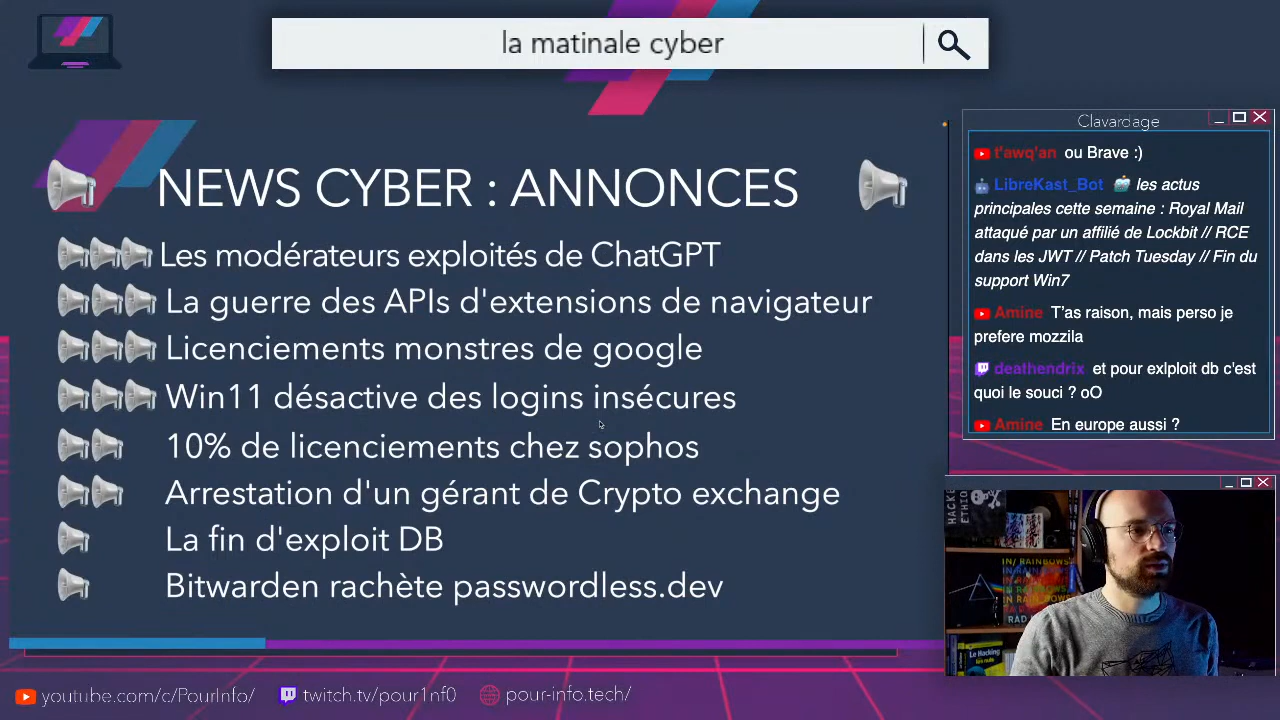 la matinale cyber
NEWS CYBER : ANNONCES
Les modérateurs exploités de ChatGPT
La guerre des APIs d'extensions de navigateur
Licenciements monstres de google
Win11 désactive des logins insécures
10% de licenciements chez sophos
Arrestation d'un gérant de Crypto exchange
La fin d'exploit DB
Bitwarden rachète passwordless.dev
Clavardage
t'awq'an ou Brave :)
LibreKast_Bot les actus
principales cette semaine : Royal Mail
attaqué par un affilié de Lockbit // RCE
dans les JWT // Patch Tuesday // Fin du
support Win7
Amine T'as raison, mais perso je
prefere mozzila
deathendrix et pour exlploit db c'est
quoi le souci ? oO
Amine En europe aussi ?
IN RAINBOWS
youtube.com/c/PourInfo/
twitch.tv/pour1nf0
pour-info.tech/